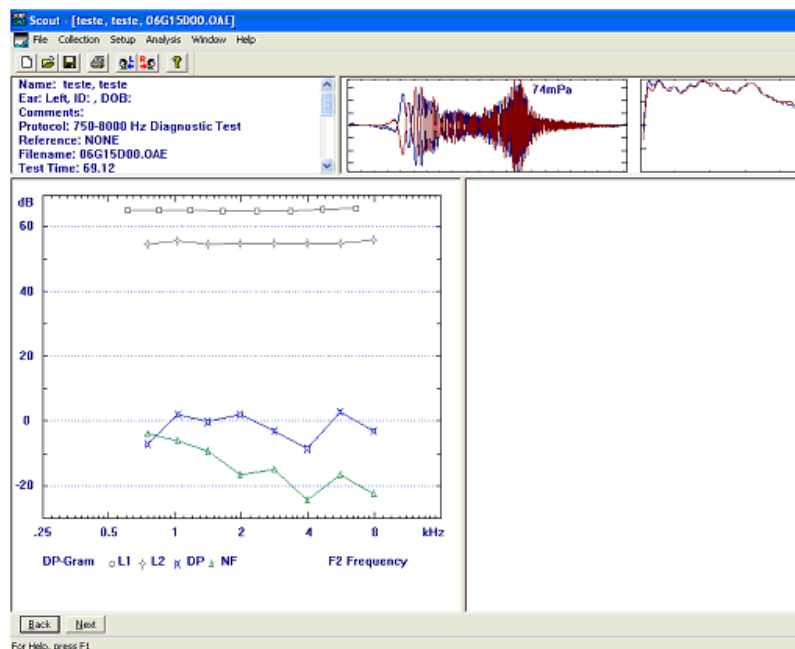 Scout - [teste, teste, 06G15D00.OAE]
File Collection Setup Analysis Window Help
Name: teste, teste
Ear: Left, ID: , DOB:
Comments:
Protocol: 750-8000 Hz Diagnostic Test
Reference: NONE
Filename: 06G15D00.OAE
Test Time: 69.12
74mPa
dB
60
40
20
0
-20
.25 0.5 1 2 4 8 kHz
DP-Gram L1 L2 DP NF F2 Frequency
Back Next
For Help, press F1